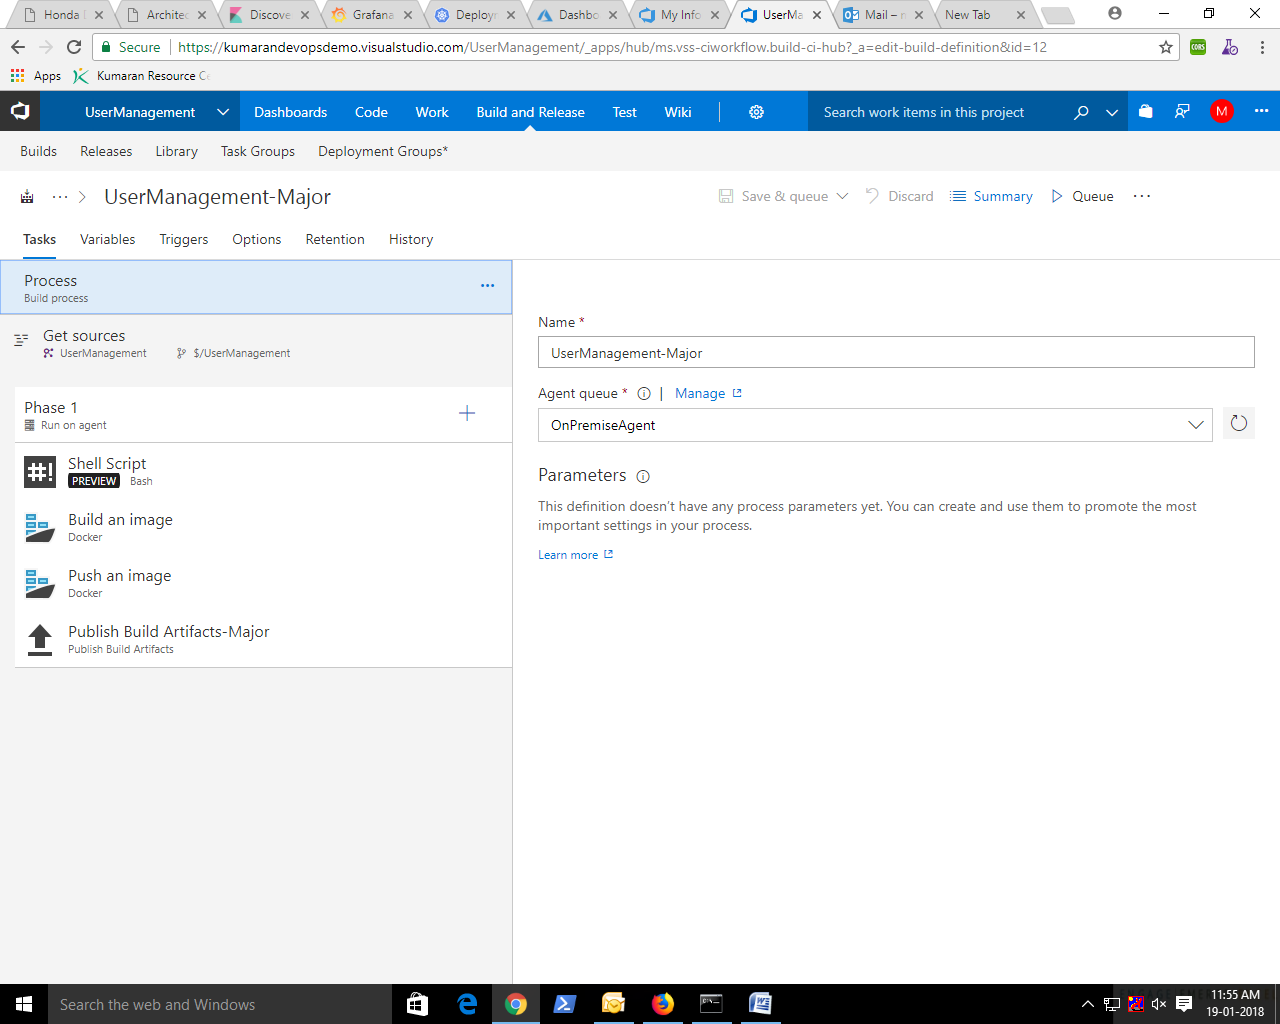 Honda
Architec
Discove
Grafana
Deployn
Dashbo
My Info
UserMa
Mail –
New Tab
Secure
https://kumarandevopsdemo.visualstudio.com/UserManagement/_apps/hub/ms.vss-ciworkflow.build-ci-hub?_a=edit-build-definition&id=12
CORS
Apps
Kumaran Resource Ce
UserManagement
Dashboards
Code
Work
Build and Release
Test
Wiki
Search work items in this project
M
Builds
Releases
Library
Task Groups
Deployment Groups*
... > UserManagement-Major
Save & queue
Discard
Summary
Queue
...
Tasks
Variables
Triggers
Options
Retention
History
Process
Build process
...
Get sources
UserManagement
$/UserManagement
Phase 1
Run on agent
#! Shell Script
PREVIEW Bash
Build an image
Docker
Push an image
Docker
Publish Build Artifacts-Major
Publish Build Artifacts
Name *
UserManagement-Major
Agent queue * | Manage
OnPremiseAgent
Parameters
This definition doesn't have any process parameters yet. You can create and use them to promote the most
important settings in your process.
Learn more
Search the web and Windows
11:55 AM
19-01-2018